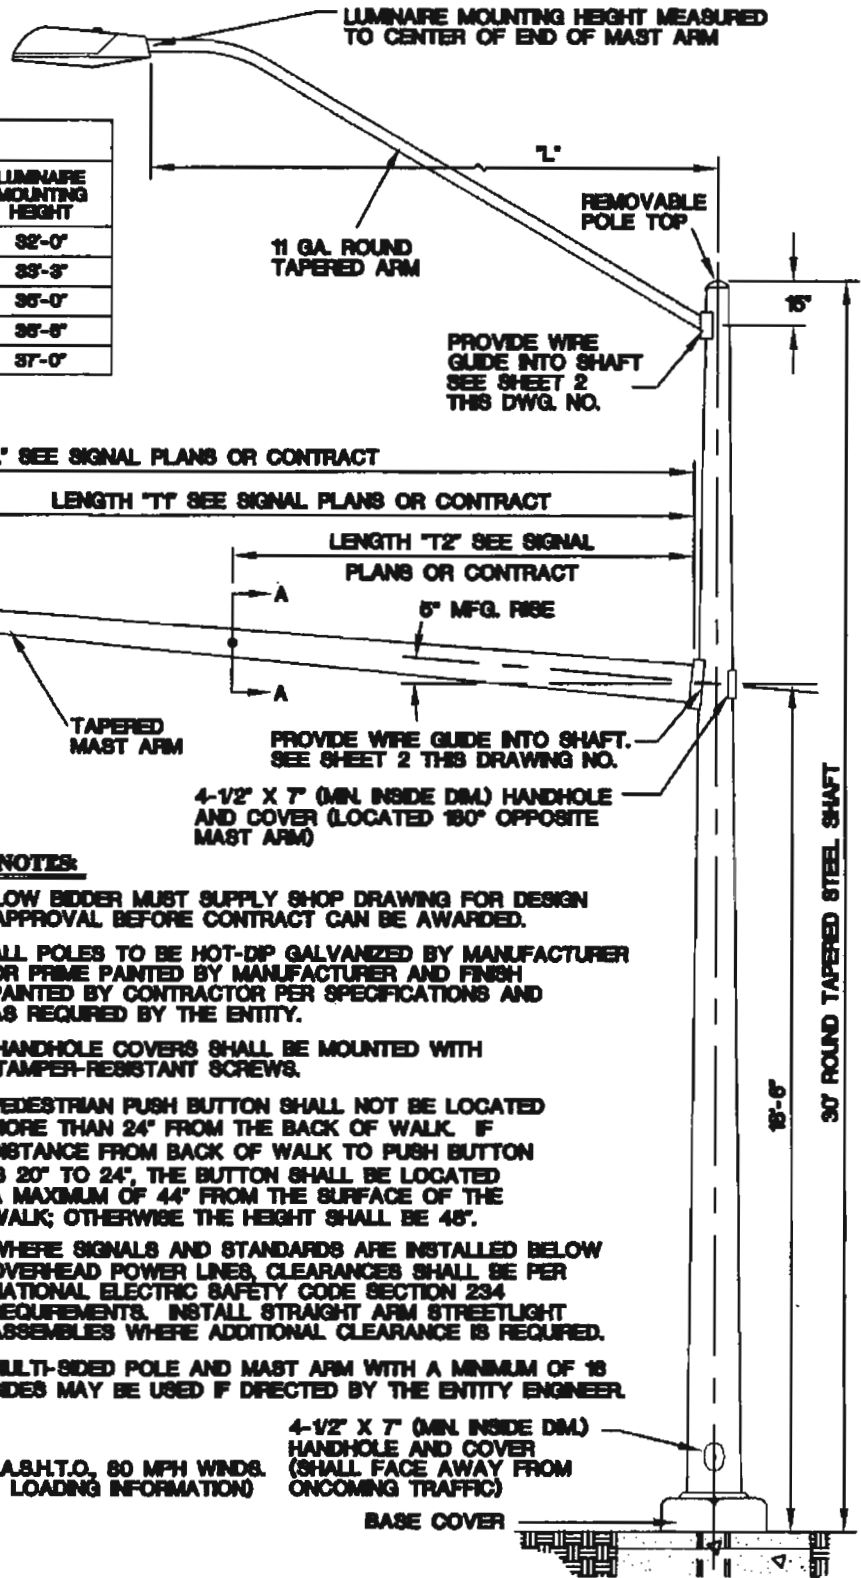 LUMINAIRE MOUNTING HEIGHT MEASURED
TO CENTER OF END OF MAST ARM
"L"
LUMINAIRE
MOUNTING
HEIGHT
32'-0"
33'-3"
37'-0"
REMOVABLE
POLE TOP
11 GA. ROUND
TAPERED ARM
15"
PROVIDE WIRE
GUIDE INTO SHAFT
SEE SHEET 2
THIS DWG. NO.
SEE SIGNAL PLANS OR CONTRACT
LENGTH "T1" SEE SIGNAL PLANS OR CONTRACT
LENGTH "T2" SEE SIGNAL
PLANS OR CONTRACT
A
MFG. RISE
A
TAPERED
MAST ARM
PROVIDE WIRE GUIDE INTO SHAFT.
SEE SHEET 2 THIS DRAWING NO.
4-1/2" X 7" (MIN. INSIDE DIM.) HANDHOLE
AND COVER (LOCATED 180° OPPOSITE
MAST ARM)
30' ROUND TAPERED STEEL SHAFT
18'-6"
NOTES:
LOW BIDDER MUST SUPPLY SHOP DRAWING FOR DESIGN
APPROVAL BEFORE CONTRACT CAN BE AWARDED.
ALL POLES TO BE HOT-DIP GALVANIZED BY MANUFACTURER
OR PRIME PAINTED BY MANUFACTURER AND FINISH
PAINTED BY CONTRACTOR PER SPECIFICATIONS AND
AS REQUIRED BY THE ENTITY.
HANDHOLE COVERS SHALL BE MOUNTED WITH
TAMPER-RESISTANT SCREWS.
PEDESTRIAN PUSH BUTTON SHALL NOT BE LOCATED
MORE THAN 24" FROM THE BACK OF WALK. IF
DISTANCE FROM BACK OF WALK TO PUSH BUTTON
IS 20" TO 24", THE BUTTON SHALL BE LOCATED
A MAXIMUM OF 44" FROM THE SURFACE OF THE
WALK; OTHERWISE THE HEIGHT SHALL BE 48".
WHERE SIGNALS AND STANDARDS ARE INSTALLED BELOW
OVERHEAD POWER LINES, CLEARANCES SHALL BE PER
NATIONAL ELECTRIC SAFETY CODE SECTION 234
REQUIREMENTS. INSTALL STRAIGHT ARM STREETLIGHT
ASSEMBLIES WHERE ADDITIONAL CLEARANCE IS REQUIRED.
MULTI-SIDED POLE AND MAST ARM WITH A MINIMUM OF
SIDES MAY BE USED IF DIRECTED BY THE ENTITY ENGINEER.
A.S.H.T.O., 80 MPH WINDS.
LOADING INFORMATION)
4-1/2" X 7" (MIN. INSIDE DIM.)
HANDHOLE AND COVER
(SHALL FACE AWAY FROM
ONCOMING TRAFFIC)
BASE COVER